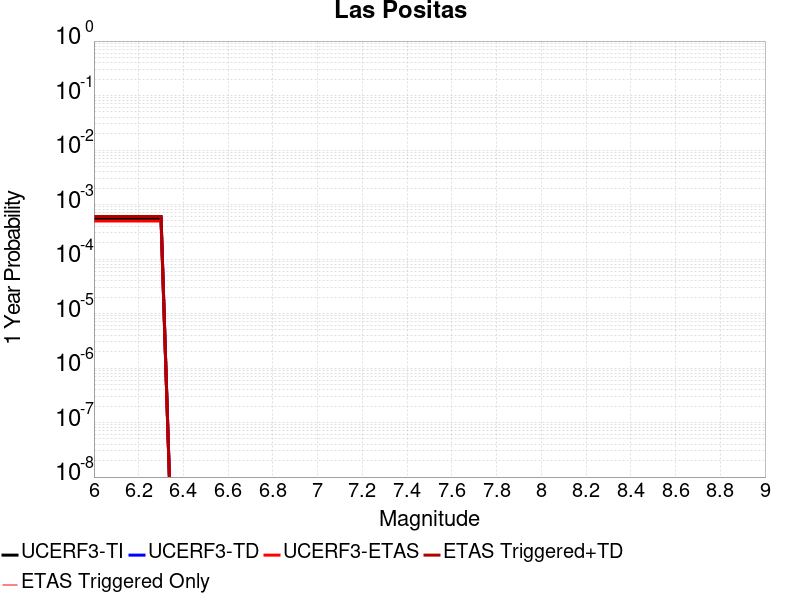 Las Positas
10^0
10^-1
10^-2
10^-3
10^-4
10^-5
10^-6
10^-7
10^-8
1 Year Probability
6 6.2 6.4 6.6 6.8 7 7.2 7.4 7.6 7.8 8 8.2 8.4 8.6 8.8 9
Magnitude
UCERF3-TI UCERF3-TD UCERF3-ETAS ETAS Triggered+TD
ETAS Triggered Only